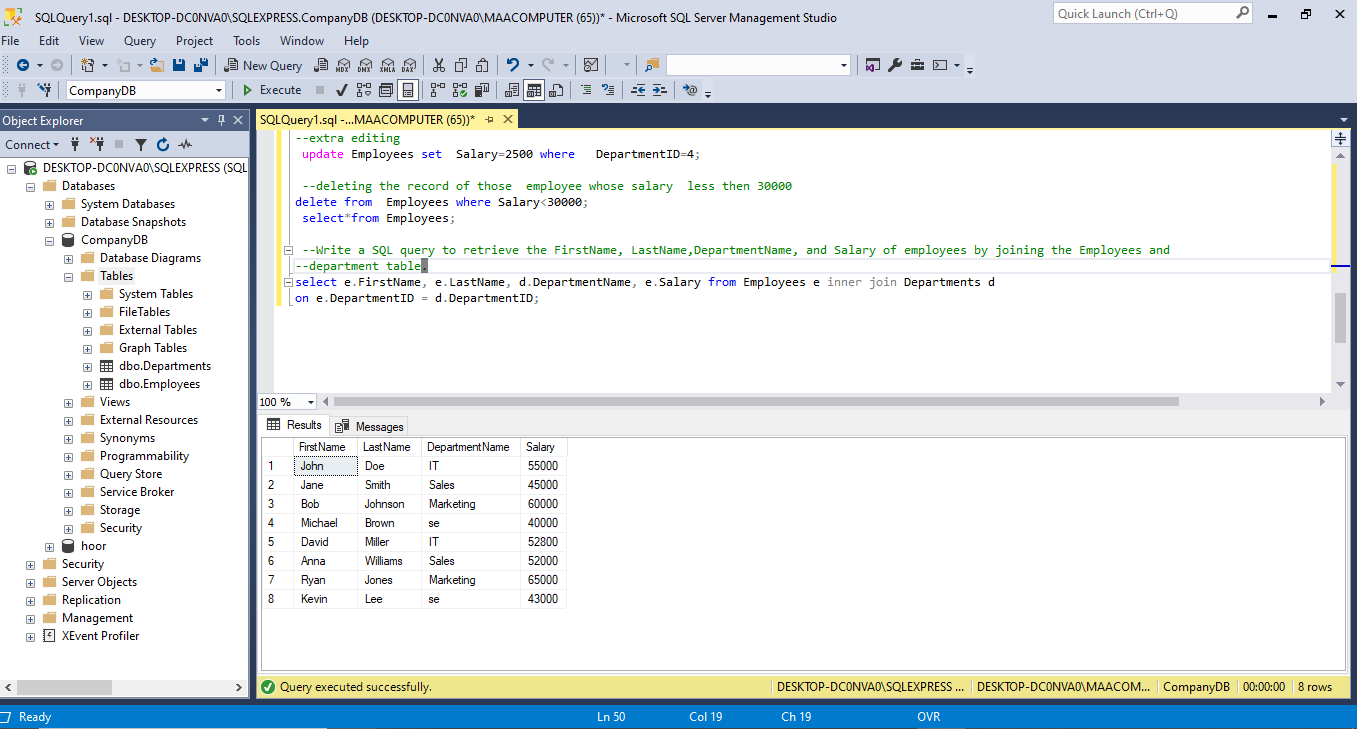 SQLQuery1.sql - DESKTOP-DC0NVA0\SQLEXPRESS.CompanyDB (DESKTOP-DC0NVA0\MAACOMPUTER (65))* - Microsoft SQL Server Management Studio
Quick Launch (Ctrl+Q)
File Edit View Query Project Tools Window Help
New Query MDX DMX XMLA DAX
CompanyDB Execute
Object Explorer
Connect
DESKTOP-DC0NVA0\SQLEXPRESS (SQL
Databases
System Databases
Database Snapshots
CompanyDB
Database Diagrams
Tables
System Tables
FileTables
External Tables
Graph Tables
dbo.Departments
dbo.Employees
Views
External Resources
Synonyms
Programmability
Query Store
Service Broker
Storage
Security
hoor
Security
Server Objects
Replication
Management
XEvent Profiler
SQLQuery1.sql -...MAACOMPUTER (65))*
--extra editing
update Employees set  Salary=2500 where   DepartmentID=4;
--deleting the record of those  employee whose salary  less then 30000
delete from  Employees where Salary<30000;
select*from Employees;
--Write a SQL query to retrieve the FirstName, LastName,DepartmentName, and Salary of employees by joining the Employees and
--department table.
select e.FirstName, e.LastName, d.DepartmentName, e.Salary from Employees e inner join Departments d
on e.DepartmentID = d.DepartmentID;
100 %
Results Messages
FirstName LastName DepartmentName Salary
1 John Doe IT 55000
2 Jane Smith Sales 45000
3 Bob Johnson Marketing 60000
4 Michael Brown se 40000
5 David Miller IT 52800
6 Anna Williams Sales 52000
7 Ryan Jones Marketing 65000
8 Kevin Lee se 43000
Query executed successfully. DESKTOP-DC0NVA0\SQLEXPRESS ... DESKTOP-DC0NVA0\MAACOM... CompanyDB 00:00:00 8 rows
Ready Ln 50 Col 19 Ch 19 OVR